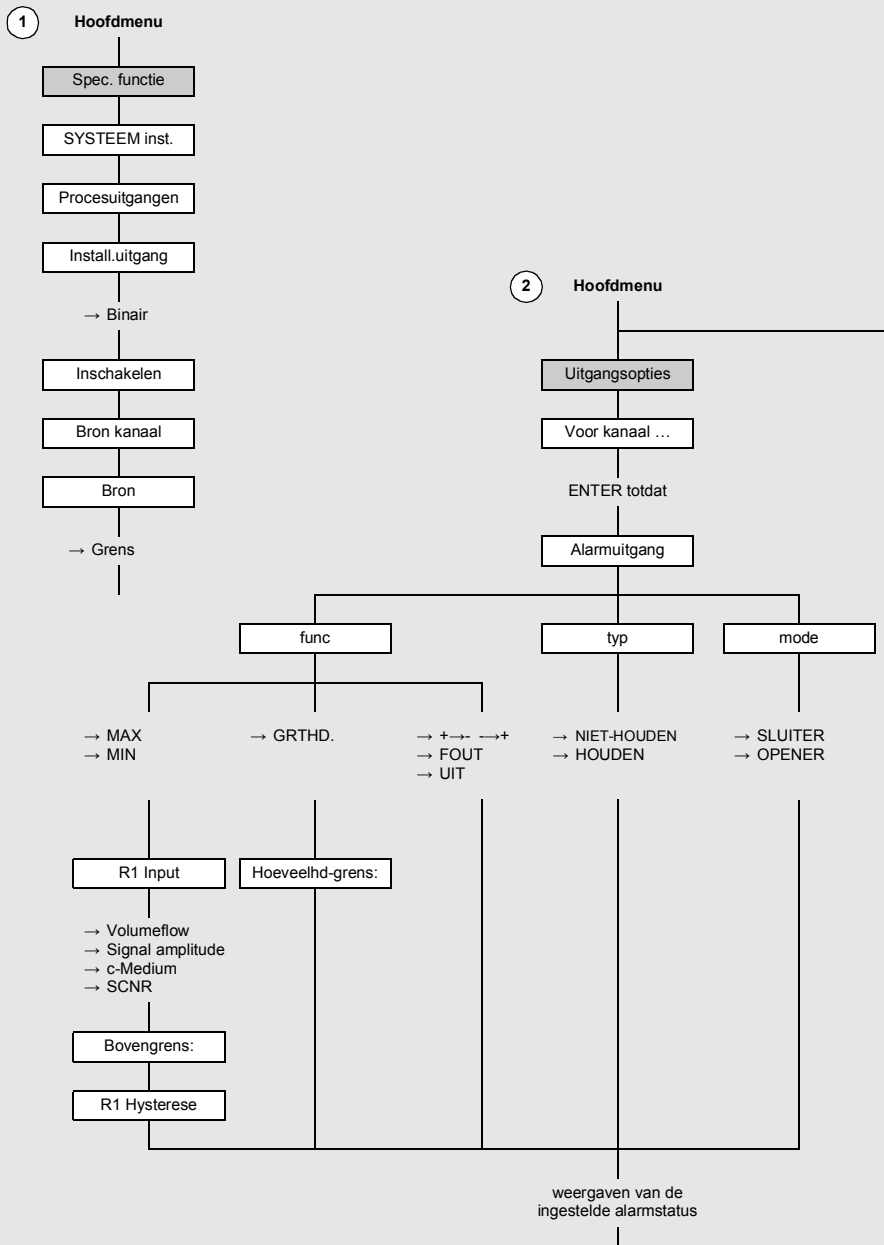 1
Hoofdmenu
Spec. functie
SYSTEEM inst.
Procesuitgangen
Install.uitgang
→ Binair
Inschakelen
Bron kanaal
Bron
→ Grens
2
Hoofdmenu
Uitgangsopties
Voor kanaal …
ENTER totdat
Alarmuitgang
func
typ
mode
→ MAX
→ MIN
→ GRTHD.
→ +→- -→+
→ FOUT
→ UIT
→ NIET-HOUDEN
→ HOUDEN
→ SLUITER
→ OPENER
R1 Input
Hoeveelhd-grens:
→ Volumeflow
→ Signal amplitude
→ c-Medium
→ SCNR
Bovengrens:
R1 Hysterese
weergaven van de
ingestelde alarmstatus